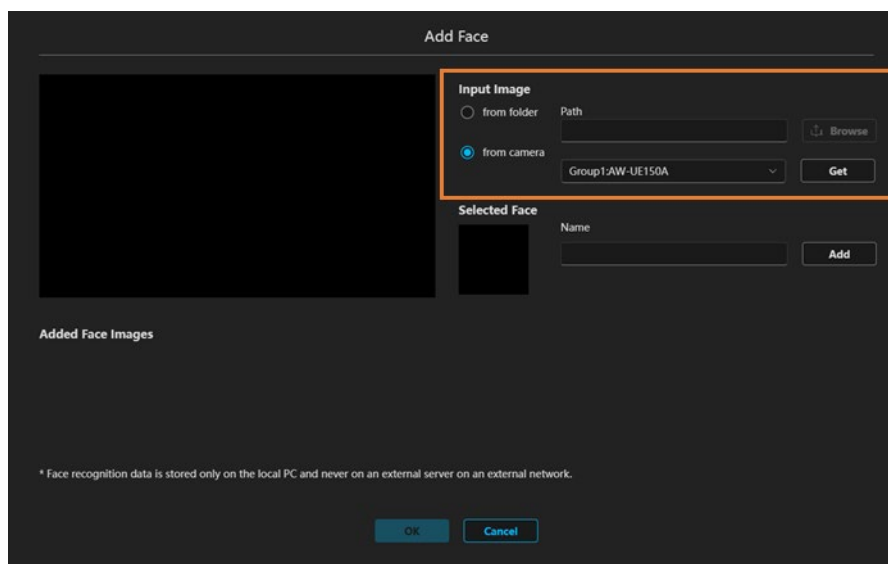 Add Face
Input Image
from folder
Path
Browse
from camera
Group1:AW-UE150A
Get
Selected Face
Name
Add
Added Face Images
* Face recognition data is stored only on the local PC and never on an external server on an external network.
OK
Cancel